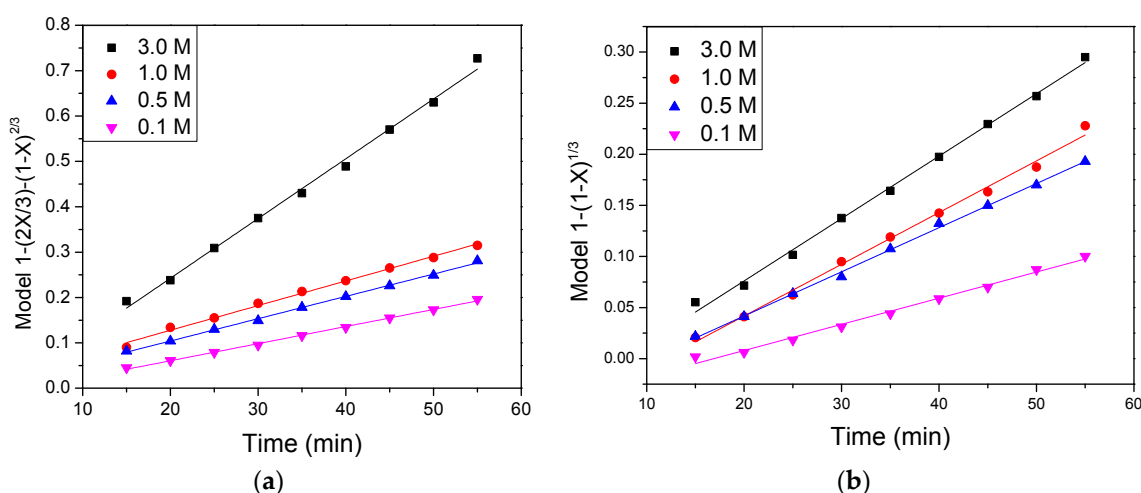 0.8
0.7
0.6
0.5
0.4
0.3
0.2
0.1
0.0
Model 1-(2X/3)-(1-X)^{2/3}
3.0 M
1.0 M
0.5 M
0.1 M
10 20 30 40 50 60
Time (min)
(a)
0.30
0.25
0.20
0.15
0.10
0.05
0.00
Model 1-(1-X)^{1/3}
3.0 M
1.0 M
0.5 M
0.1 M
10 20 30 40 50 60
Time (min)
(b)